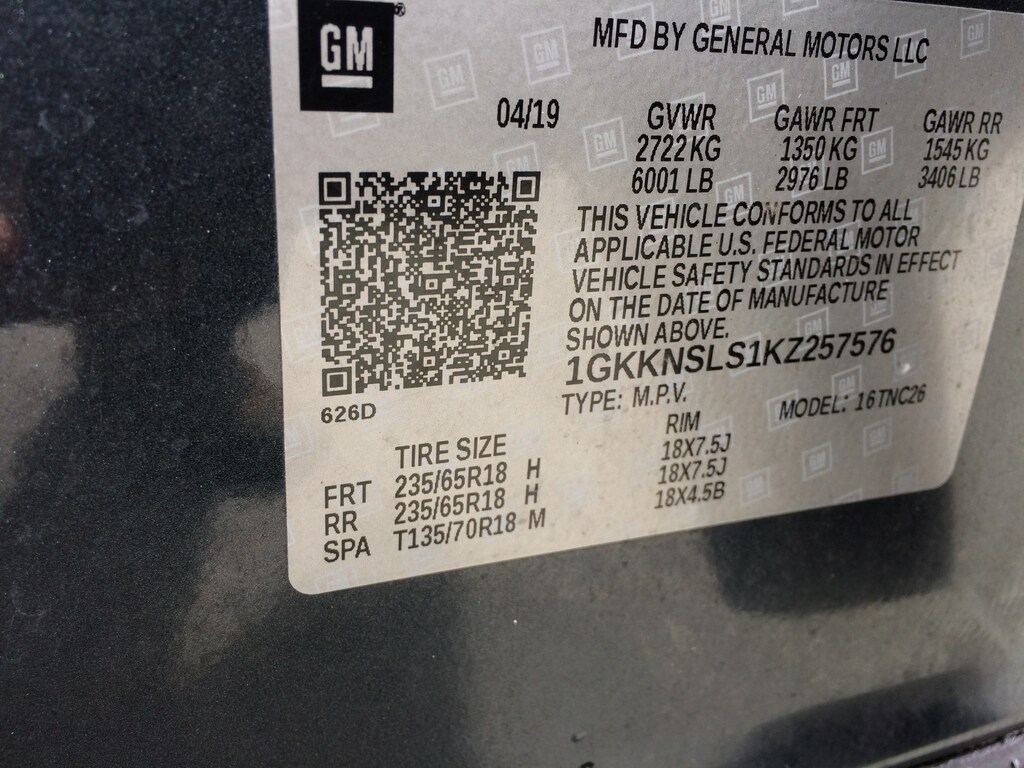 GM
MFD BY GENERAL MOTORS LLC
04/19 GVWR GAWR FRT GAWR RR
2722 KG 1350 KG 1545 KG
6001 LB 2976 LB 3406 LB
THIS VEHICLE CONFORMS TO ALL
APPLICABLE U.S. FEDERAL MOTOR
VEHICLE SAFETY STANDARDS IN EFFECT
ON THE DATE OF MANUFACTURE
SHOWN ABOVE.
1GKKNSLS1KZ257576
TYPE: M.P.V. MODEL: 16TNC26
626D
TIRE SIZE RIM
FRT 235/65R18 H 18X7.5J
RR 235/65R18 H 18X7.5J
SPA T135/70R18 M 18X4.5B